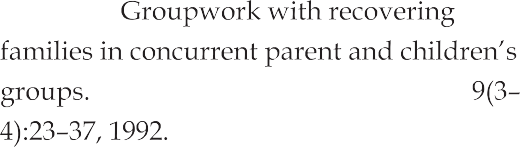 Groupwork with recovering
families in concurrent parent and children’s
groups. 9(3–
4):23–37, 1992.